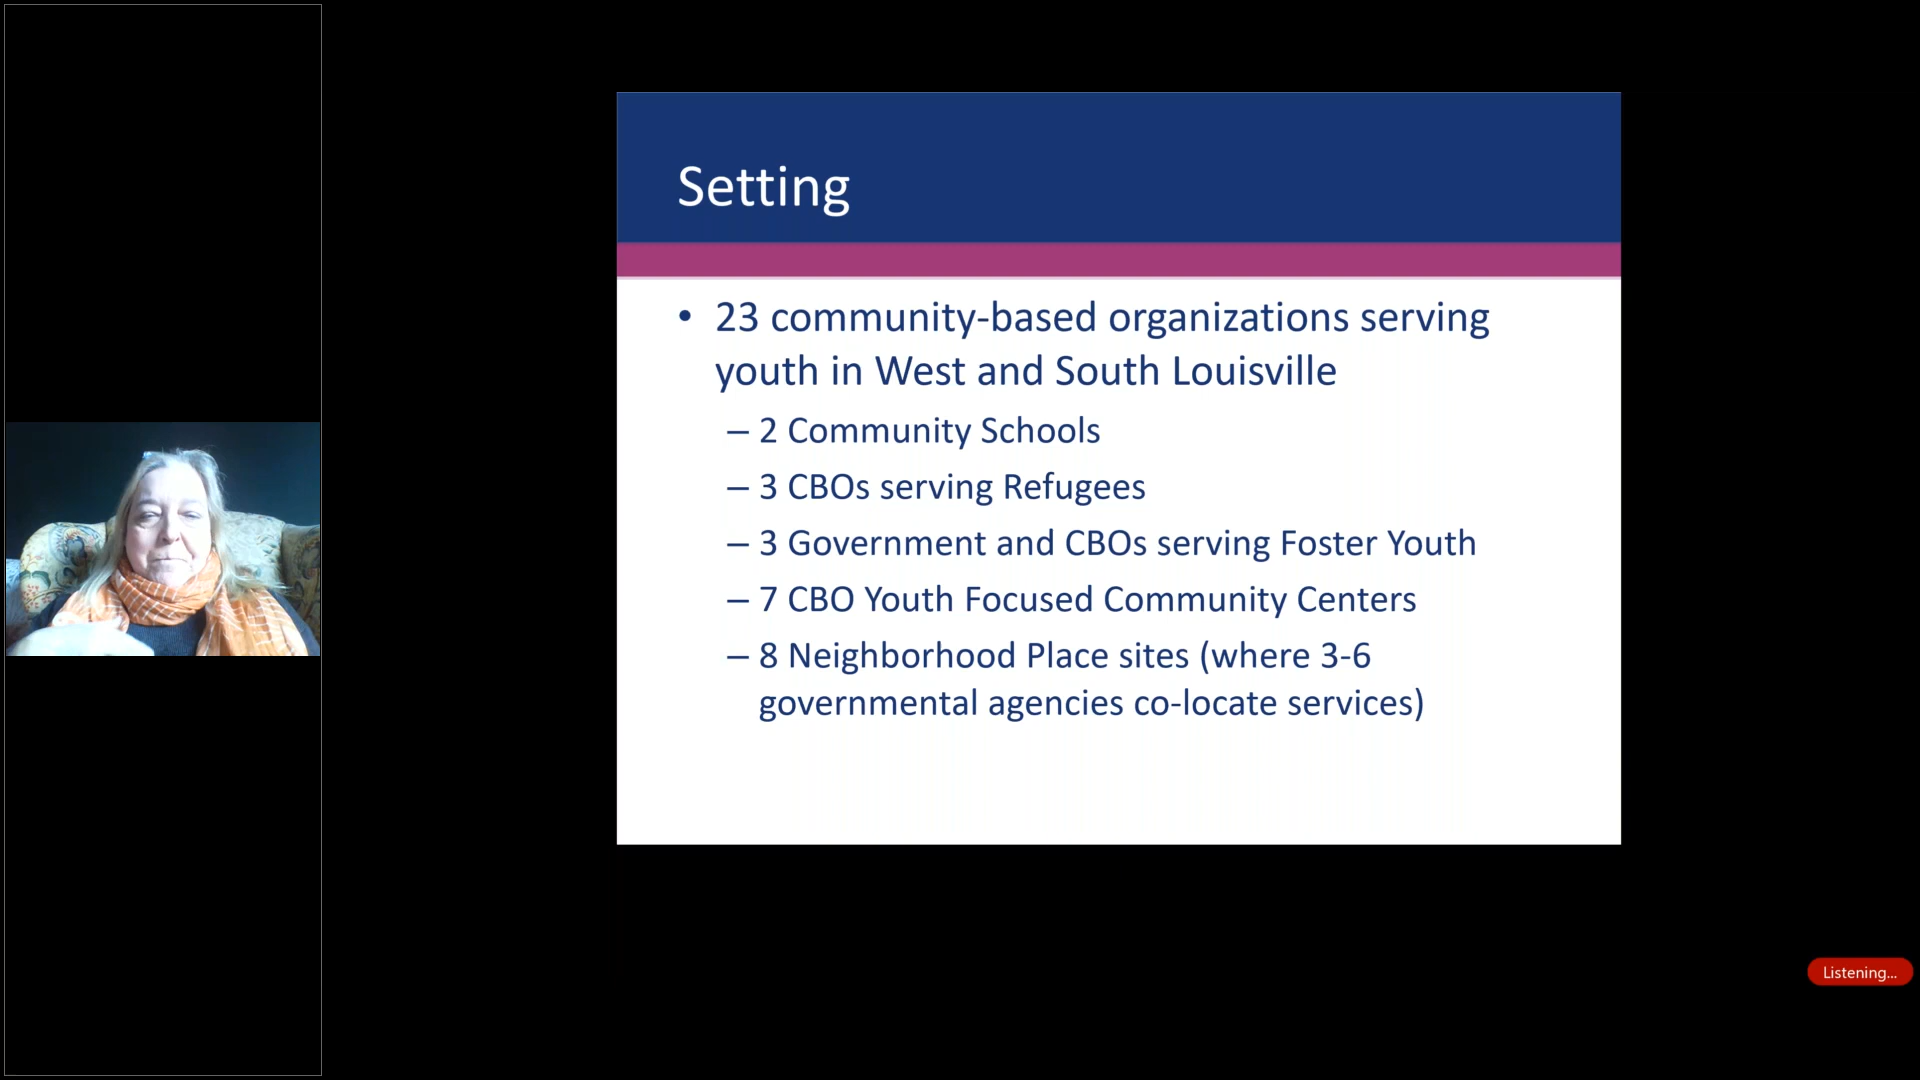 Setting
• 23 community-based organizations serving
youth in West and South Louisville
– 2 Community Schools
– 3 CBOs serving Refugees
– 3 Government and CBOs serving Foster Youth
– 7 CBO Youth Focused Community Centers
– 8 Neighborhood Place sites (where 3-6
governmental agencies co-locate services)
Listening...